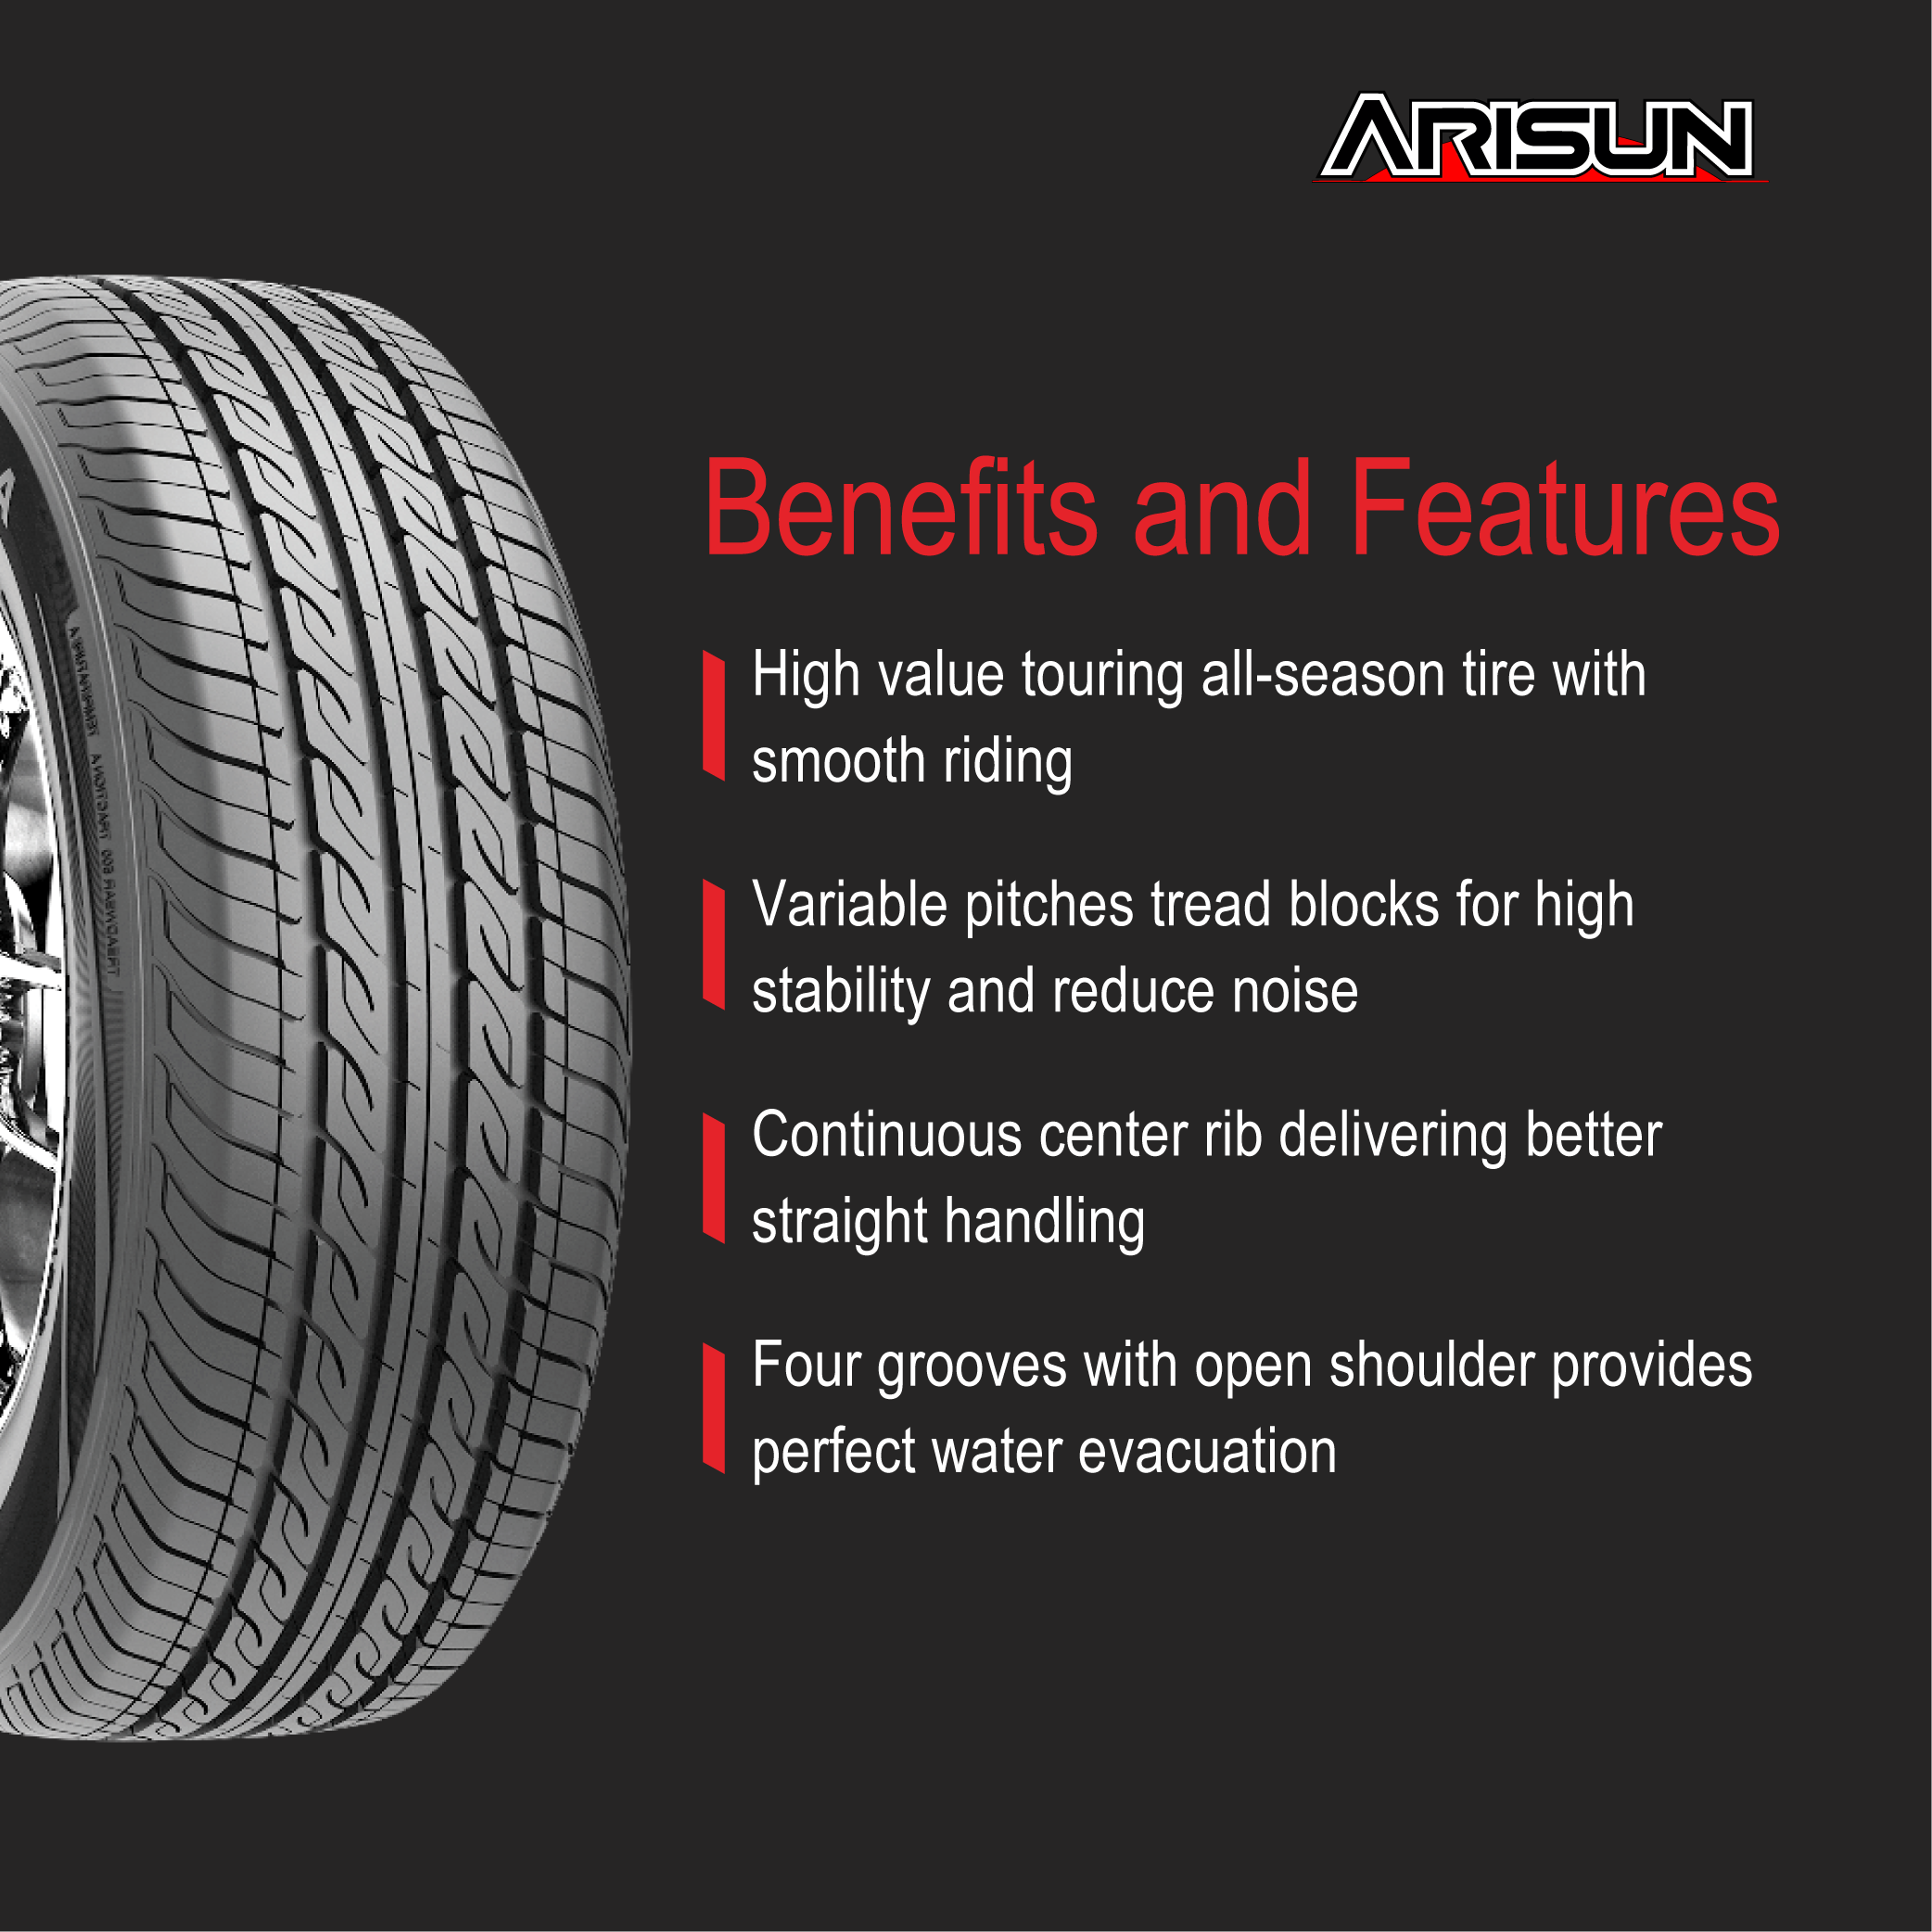 ARISUN
Benefits and Features
High value touring all-season tire with
smooth riding
Variable pitches tread blocks for high
stability and reduce noise
Continuous center rib delivering better
straight handling
Four grooves with open shoulder provides
perfect water evacuation